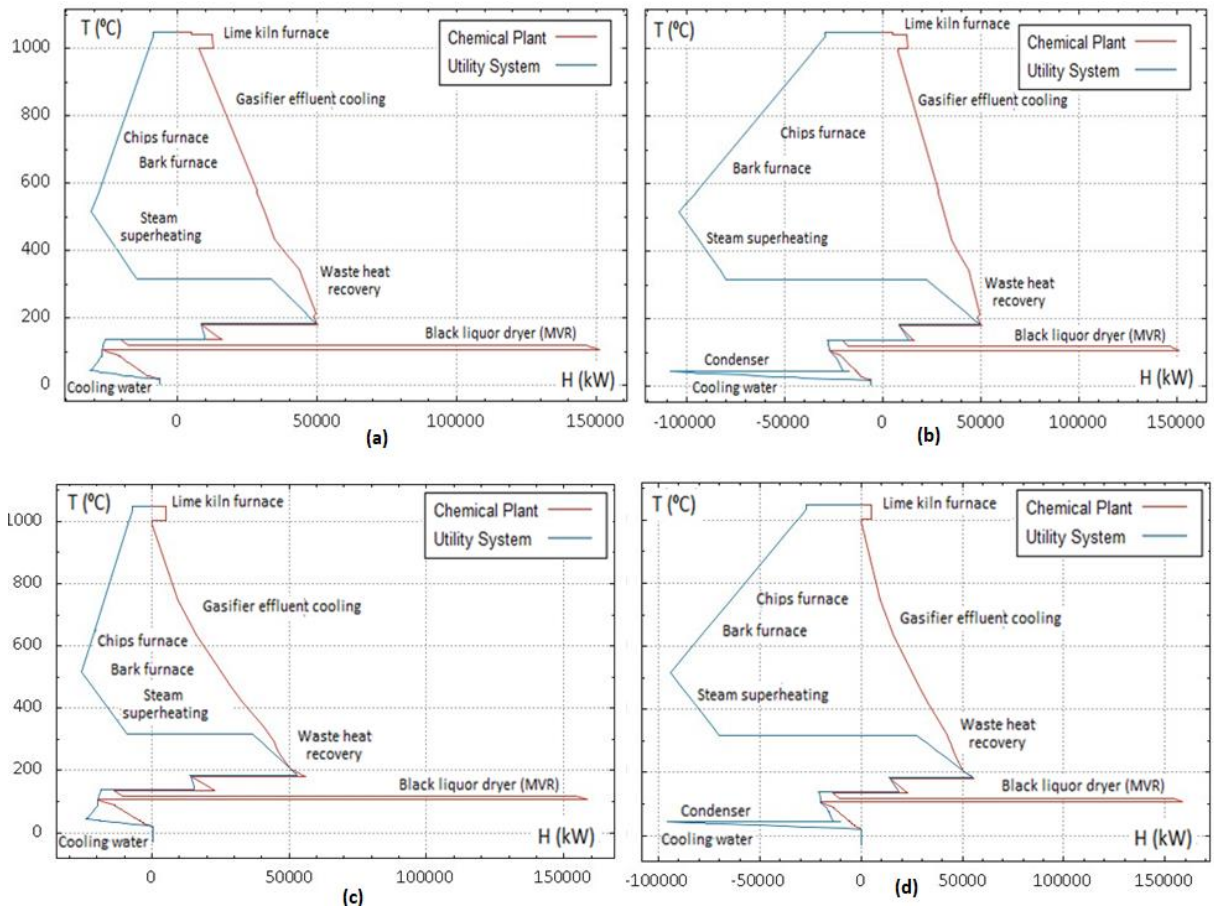 T (ºC)
Lime kiln furnace
Chemical Plant
Utility System
1000
Gasifier effluent cooling
800
Chips furnace
Bark furnace
600
Steam
superheating
400
Waste heat
recovery
200
Black liquor dryer (MVR)
0
Cooling water
H (kW)
0
50000
100000
150000
(a)
T (ºC)
Lime kiln furnace
Chemical Plant
Utility System
Gasifier effluent cooling
Chips furnace
Bark furnace
Steam superheating
Waste heat
recovery
Black liquor dryer (MVR)
Condenser
Cooling water
H (kW)
-100000
-50000
0
50000
100000
150000
(b)
T (ºC)
Lime kiln furnace
Chemical Plant
Utility System
1000
800
Gasifier effluent cooling
600
Chips furnace
Bark furnace
Steam
superheating
400
Waste heat
recovery
200
Black liquor dryer (MVR)
0
Cooling water
H (kW)
0
50000
100000
150000
(c)
T (ºC)
Lime kiln furnace
Chemical Plant
Utility System
Chips furnace
Gasifier effluent cooling
Bark furnace
Steam superheating
Waste heat
recovery
Black liquor dryer (MVR)
Condenser
Cooling water
H (kW)
-100000
-50000
0
50000
100000
150000
(d)